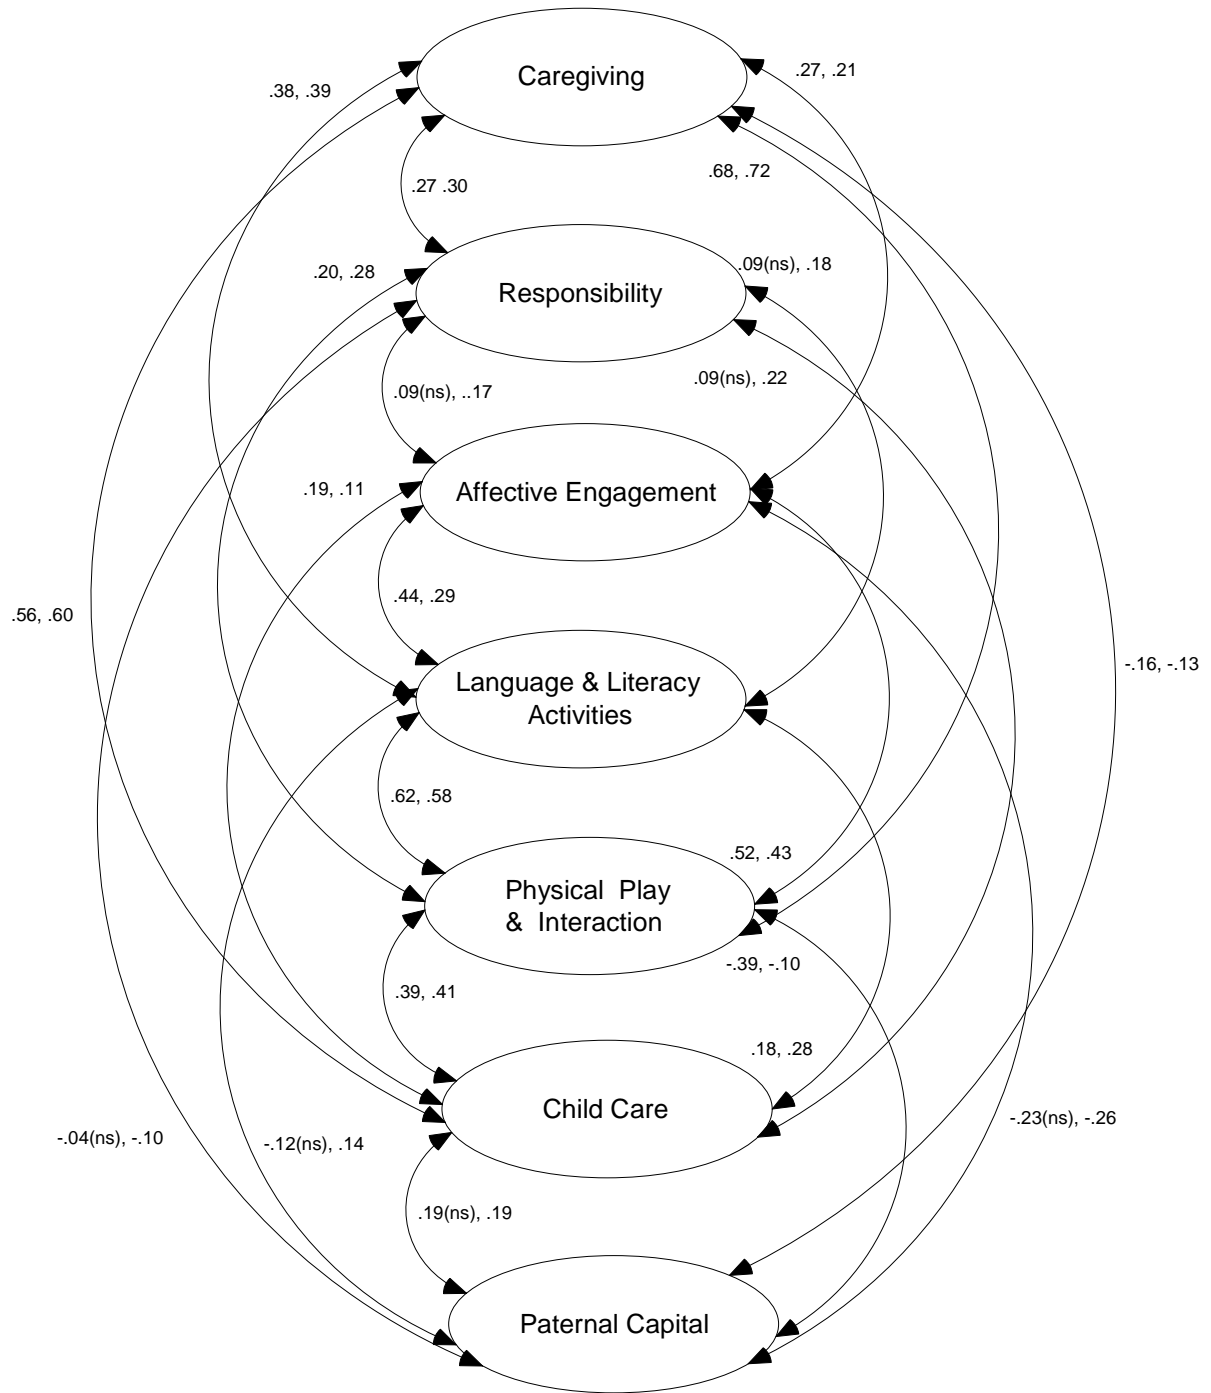 Caregiving
.27, .21
.38, .39
.68, .72
.27 .30
.09(ns), .18
.20, .28
Responsibility
.09(ns), .22
.09(ns), ..17
.19, .11
Affective Engagement
.44, .29
.56, .60
-.16, -.13
Language & Literacy
Activities
.62, .58
.52, .43
Physical Play
& Interaction
-.39, -.10
.39, .41
.18, .28
Child Care
-.23(ns), -.26
-.04(ns), -.10
-.12(ns), .14
.19(ns), .19
Paternal Capital